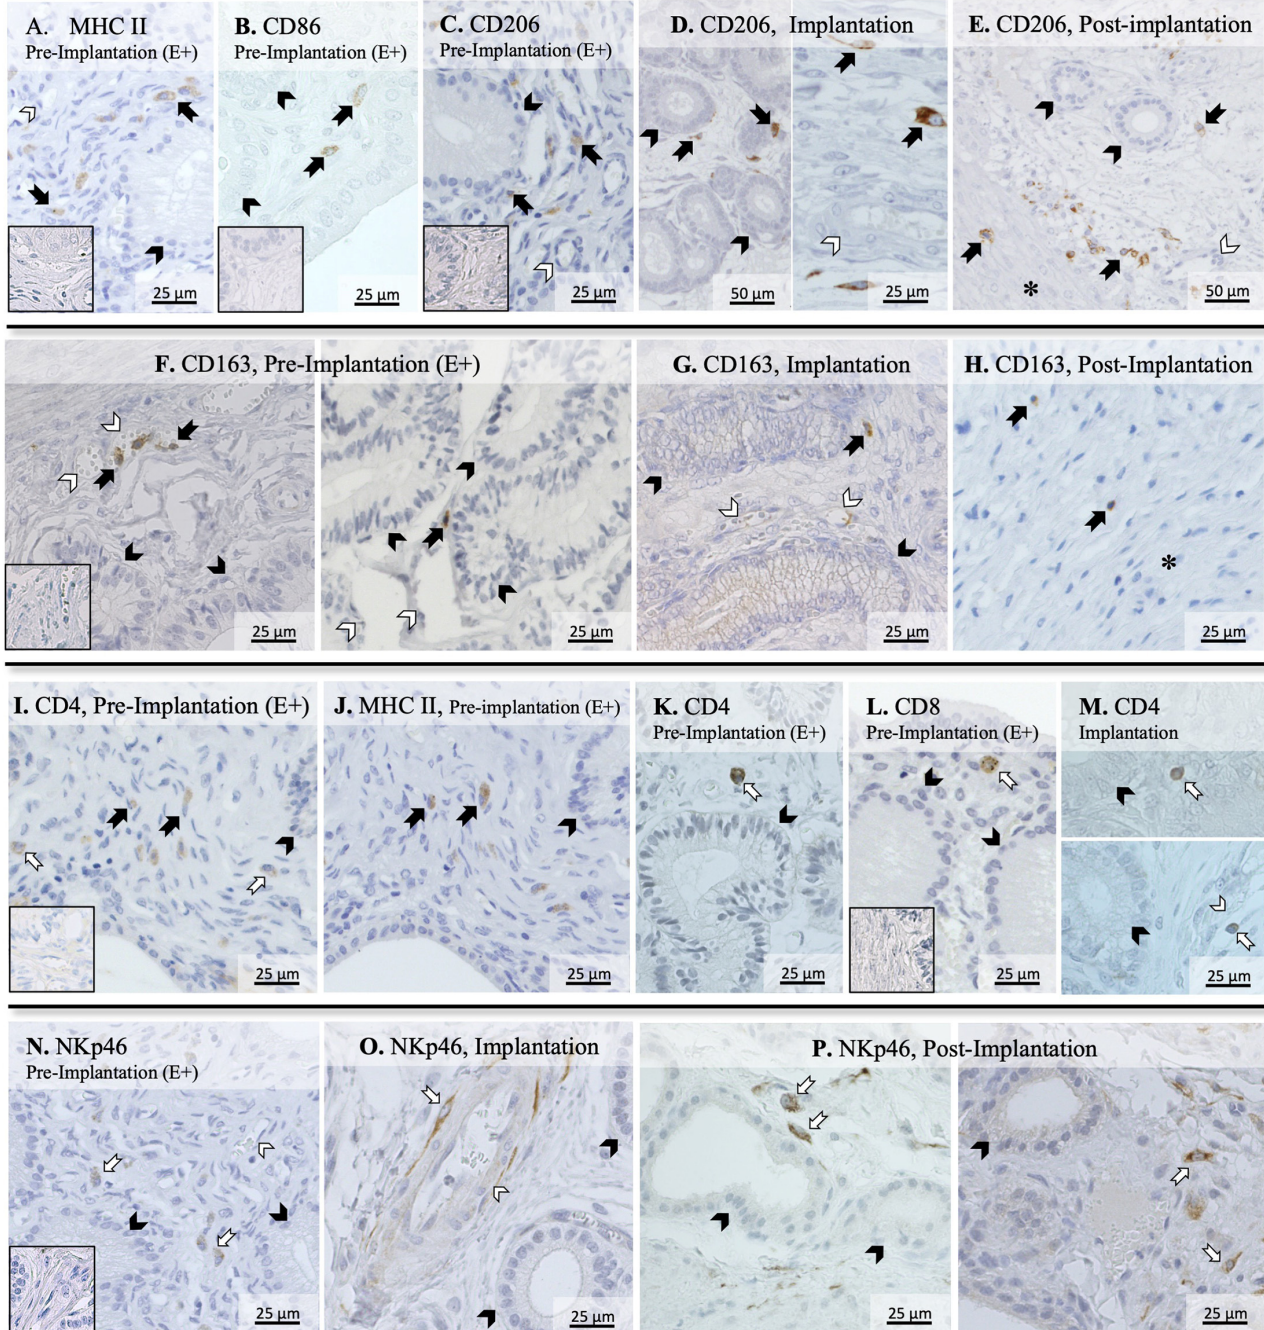 A. MHC II
Pre-Implantation (E+)
B. CD86
Pre-Implantation (E+)
C. CD206
Pre-Implantation (E+)
D. CD206, Implantation
E. CD206, Post-implantation
25 µm
25 µm
25 µm
50 µm
25 µm
*
50 µm
F. CD163, Pre-Implantation (E+)
G. CD163, Implantation
H. CD163, Post-Implantation
*
25 µm
25 µm
25 µm
25 µm
I. CD4, Pre-Implantation (E+)
J. MHC II, Pre-implantation (E+)
K. CD4
Pre-Implantation (E+)
L. CD8
Pre-Implantation (E+)
M. CD4
Implantation
25 µm
25 µm
25 µm
25 µm
25 µm
N. NKp46
Pre-Implantation (E+)
O. NKp46, Implantation
P. NKp46, Post-Implantation
25 µm
25 µm
25 µm
25 µm